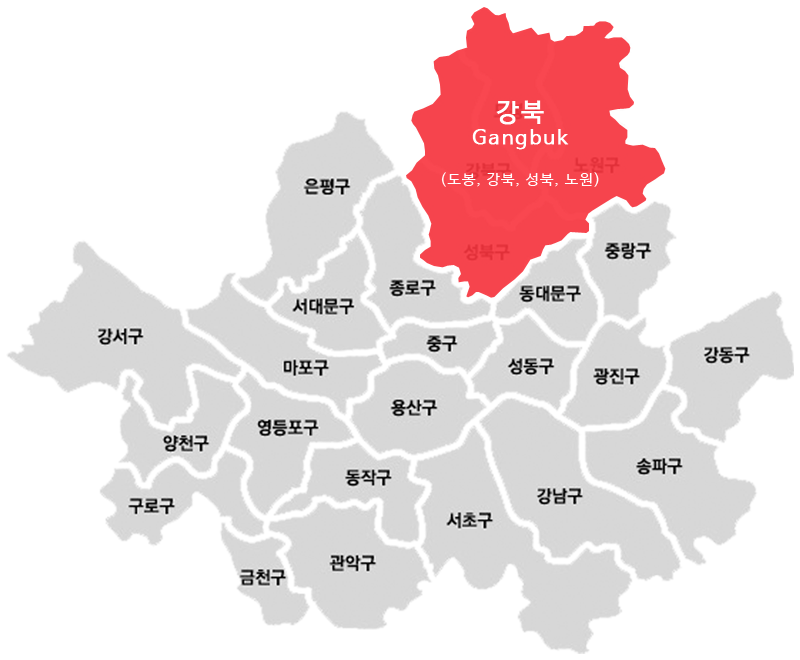 강북
Gangbuk
강북구
노원구
(도봉, 강북, 성북, 노원)
은평구
성북구
중랑구
종로구
동대문구
서대문구
강서구
중구
강동구
마포구
성동구
광진구
용산구
영등포구
양천구
송파구
동작구
강남구
구로구
서초구
관악구
금천구